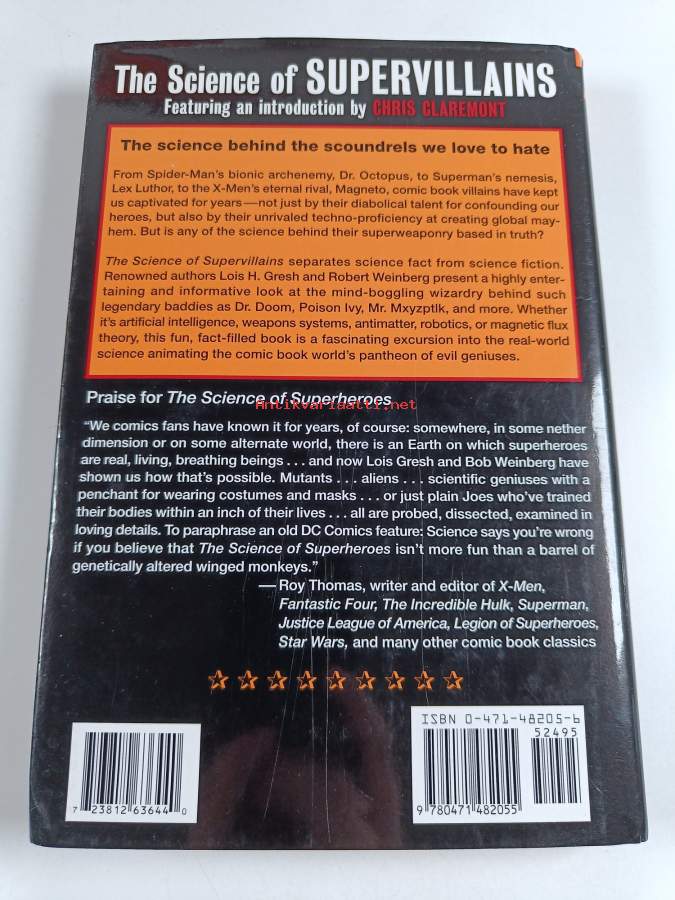 The Science of SUPERVILLAINS
Featuring an introduction by CHRIS CLAREMONT
The science behind the scoundrels we love to hate
From Spider-Man's bionic archenemy, Dr. Octopus, to Superman's nemesis,
Lex Luthor, to the X-Men's eternal rival, Magneto, comic book villains have kept
us captivated for years—not just by their diabolical talent for confounding our
heroes, but also by their unrivaled techno-proficiency at creating global may-
hem. But is any of the science behind their superweaponry based in truth?
The Science of Supervillains separates science fact from science fiction.
Renowned authors Lois H. Gresh and Robert Weinberg present a highly enter-
taining and informative look at the mind-boggling wizardry behind such
legendary baddies as Dr. Doom, Poison Ivy, Mr. Mxyzptlk, and more. Whether
it's artificial intelligence, weapons systems, antimatter, robotics, or magnetic flux
theory, this fun, fact-filled book is a fascinating excursion into the real-world
science animating the comic book world's pantheon of evil geniuses.
Praise for The Science of Superheroes
Antikvariaatti.net
"We comics fans have known it for years, of course: somewhere, in some nether
dimension or on some alternate world, there is an Earth on which superheroes
are real, living, breathing beings . . . and now Lois Gresh and Bob Weinberg have
shown us how that's possible. Mutants . . . aliens . . . scientific geniuses with a
penchant for wearing costumes and masks . . . or just plain Joes who've trained
their bodies within an inch of their lives . . . all are probed, dissected, examined in
loving details. To paraphrase an old DC Comics feature: Science says you're wrong
if you believe that The Science of Superheroes isn't more fun than a barrel of
genetically altered winged monkeys."
—Roy Thomas, writer and editor of X-Men,
Fantastic Four, The Incredible Hulk, Superman,
Justice League of America, Legion of Superheroes,
Star Wars, and many other comic book classics
ISBN 0-471-48205-6
52495
7 23812 63644 0
9 780471 482055